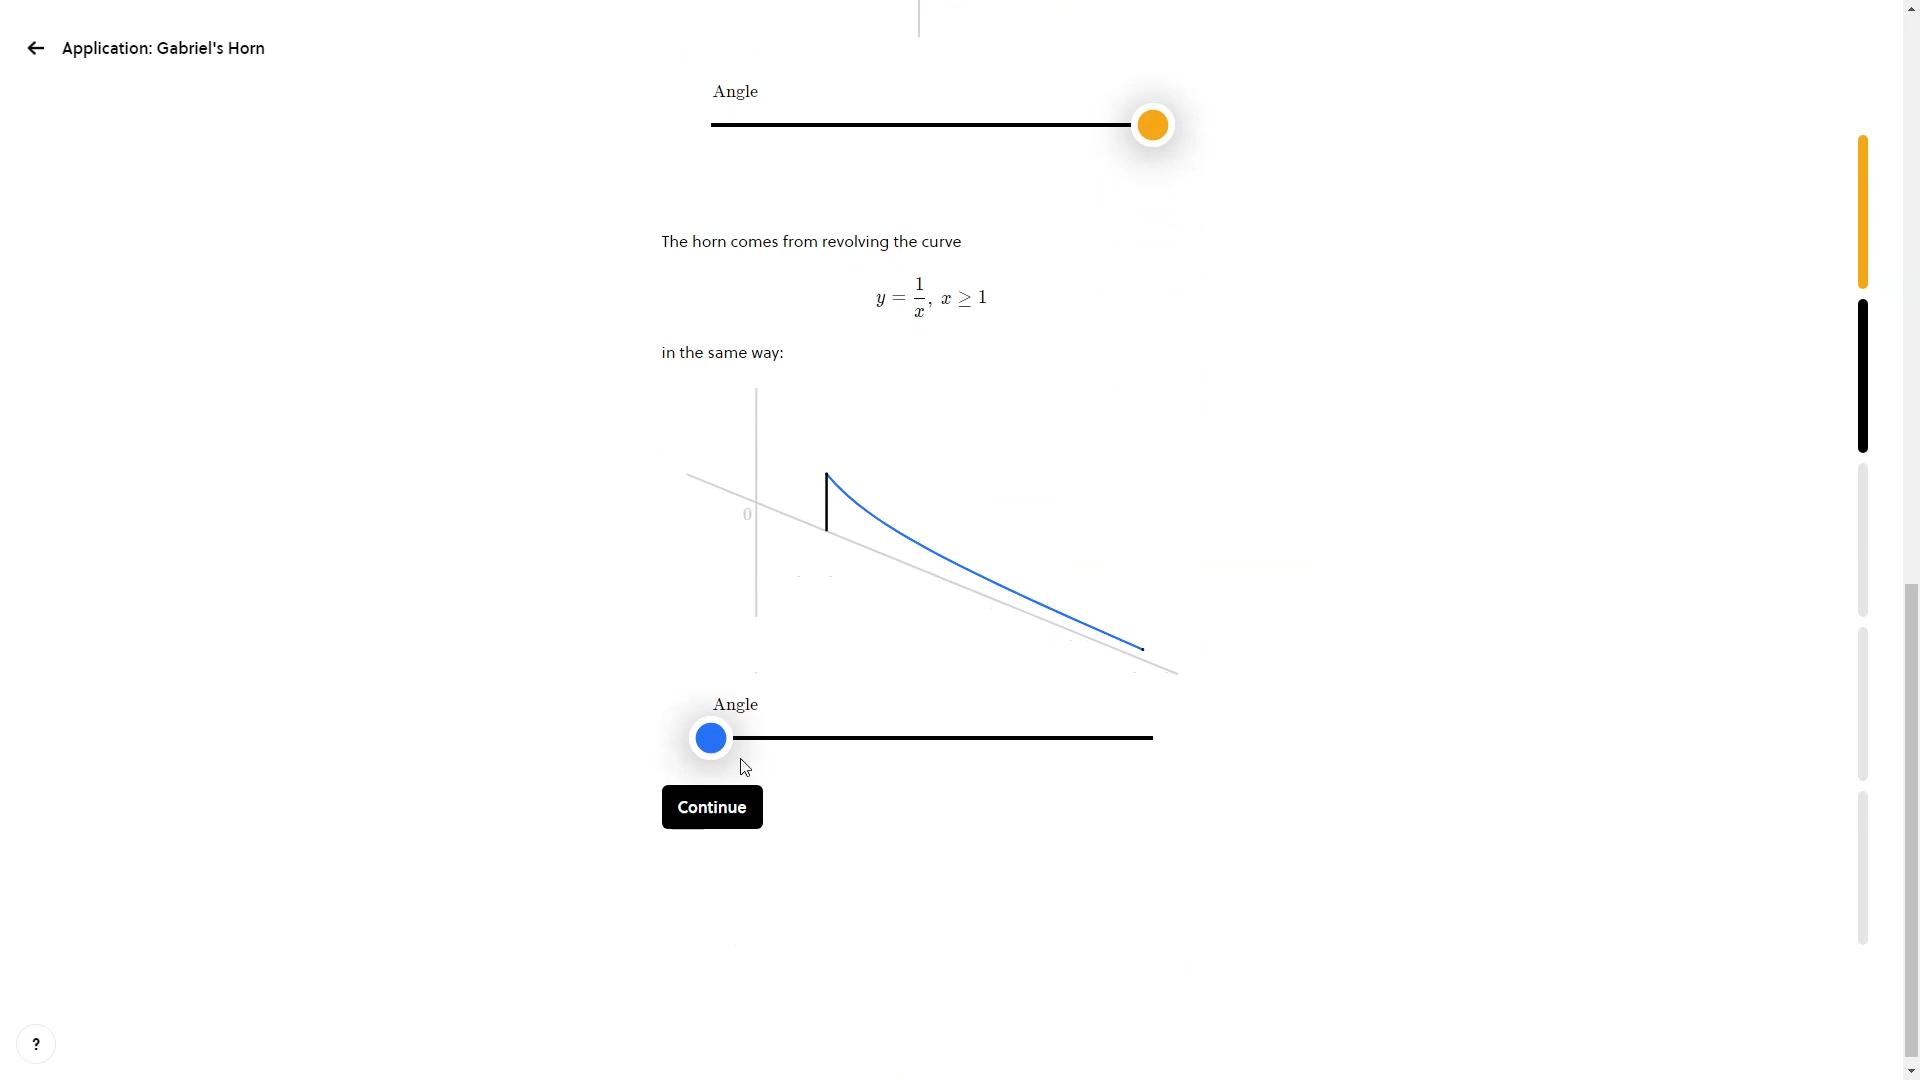 Application: Gabriel's Horn
Angle
The horn comes from revolving the curve
y = 1/x, x ≥ 1
in the same way:
0
Angle
Continue
?